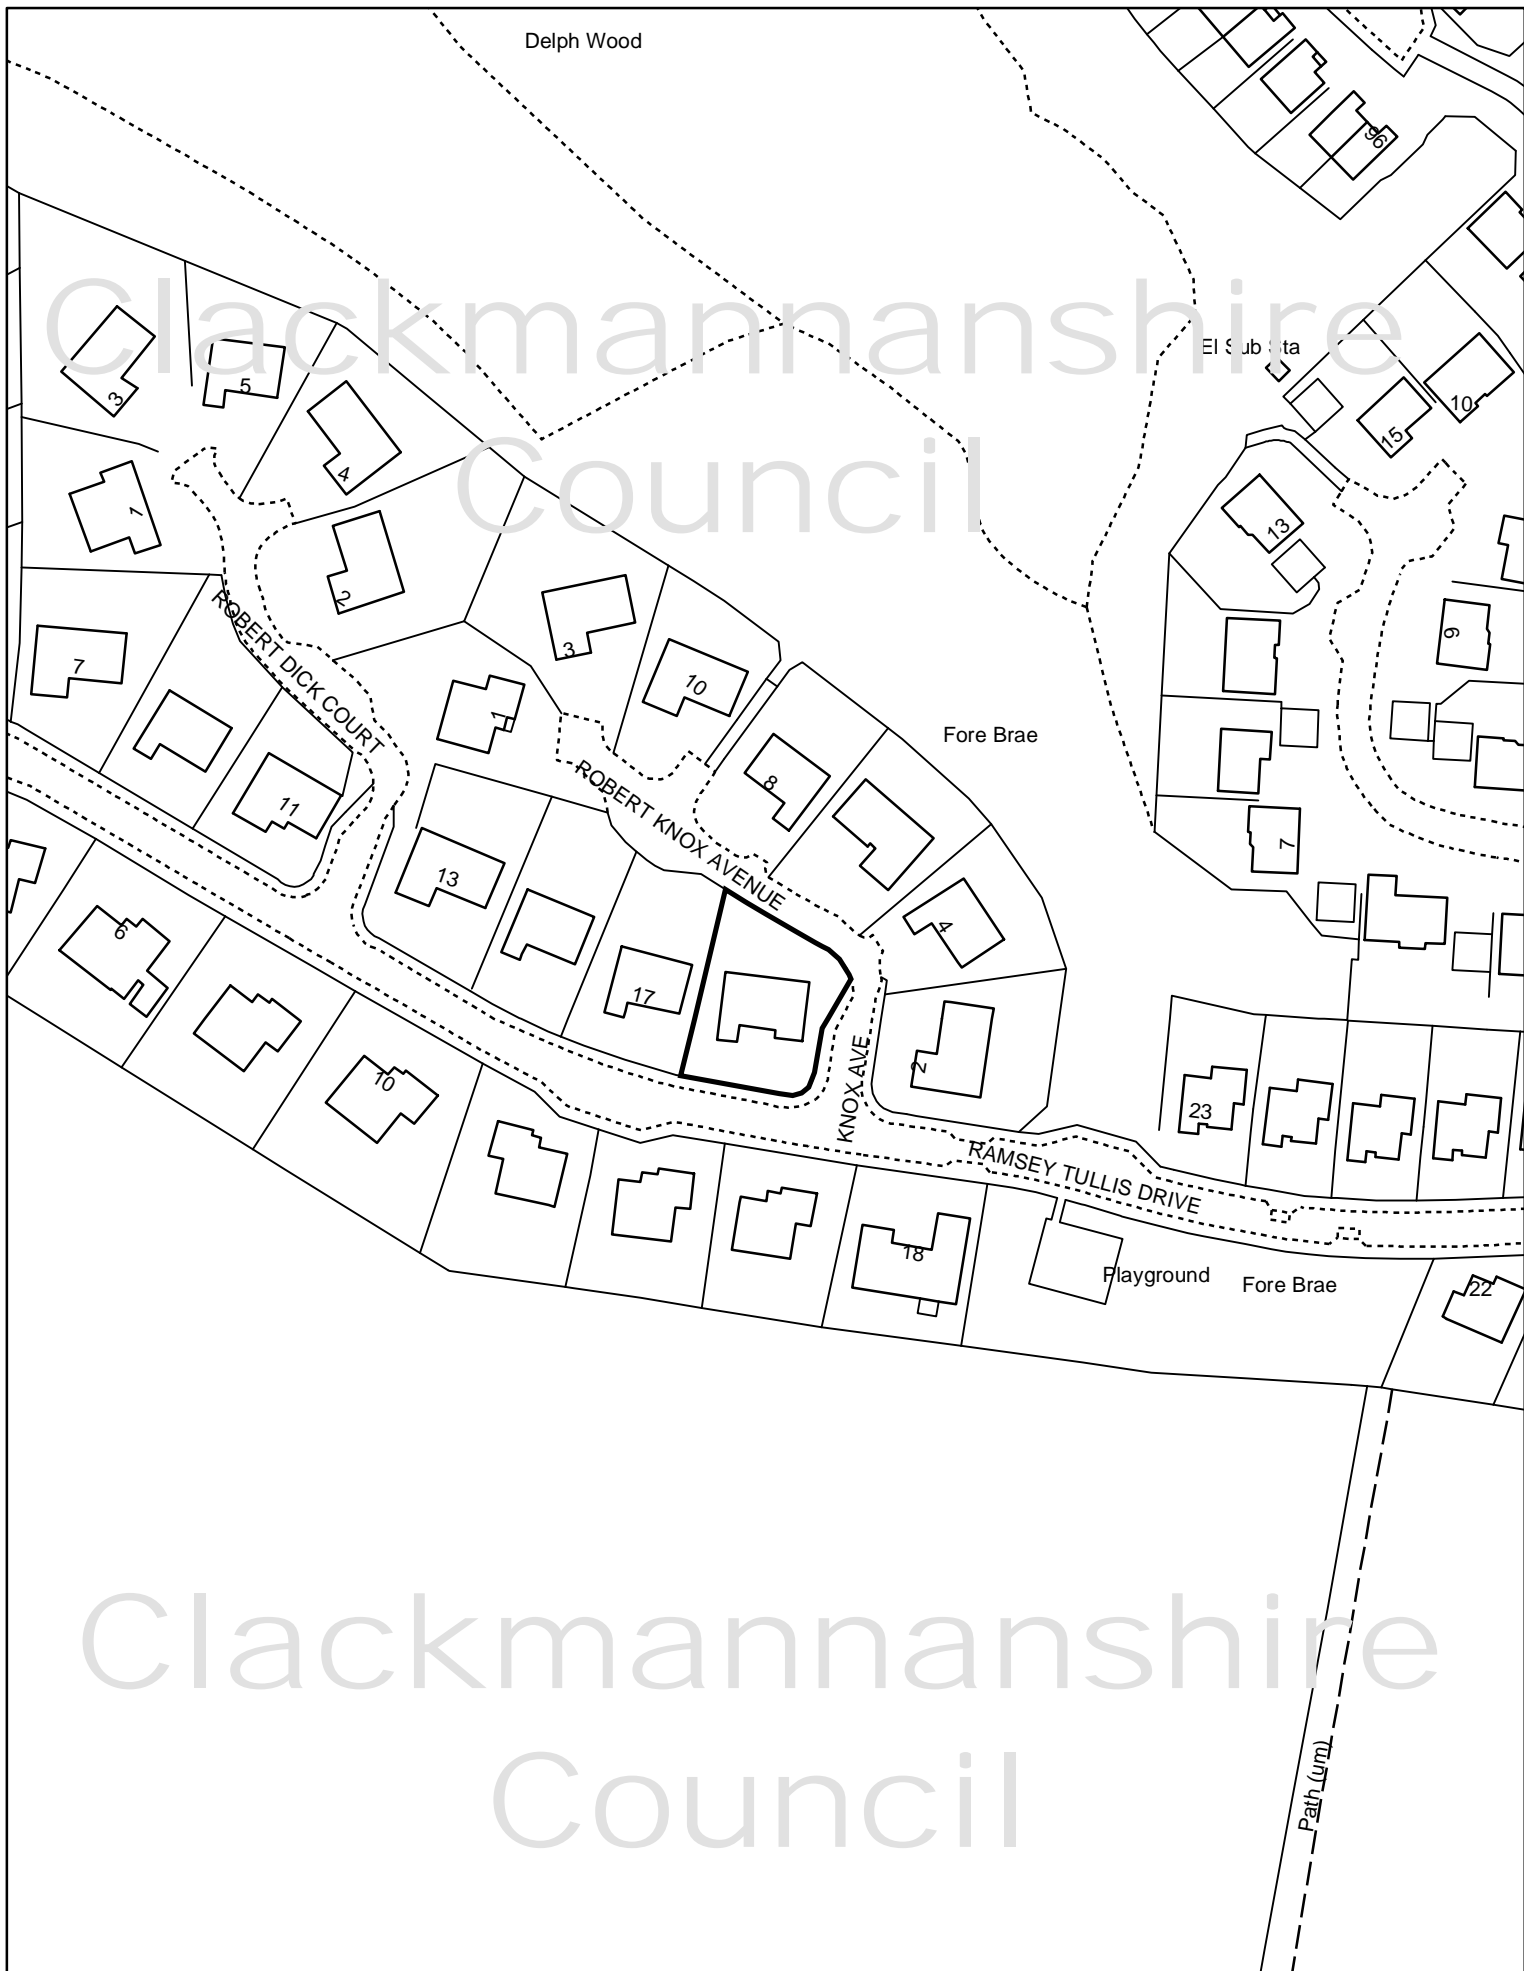 Delph Wood
96
Clackmannanshire
Council
El Sub Sta
3
5
4
10
15
1
13
2
ROBERT DICK COURT
9
7
3
10
1
Fore Brae
8
ROBERT KNOX AVENUE
11
7
13
4
6
17
2
KNOX AVE
10
23
RAMSEY TULLIS DRIVE
18
Playground
Fore Brae
22
Clackmannanshire
Council
Path (um)